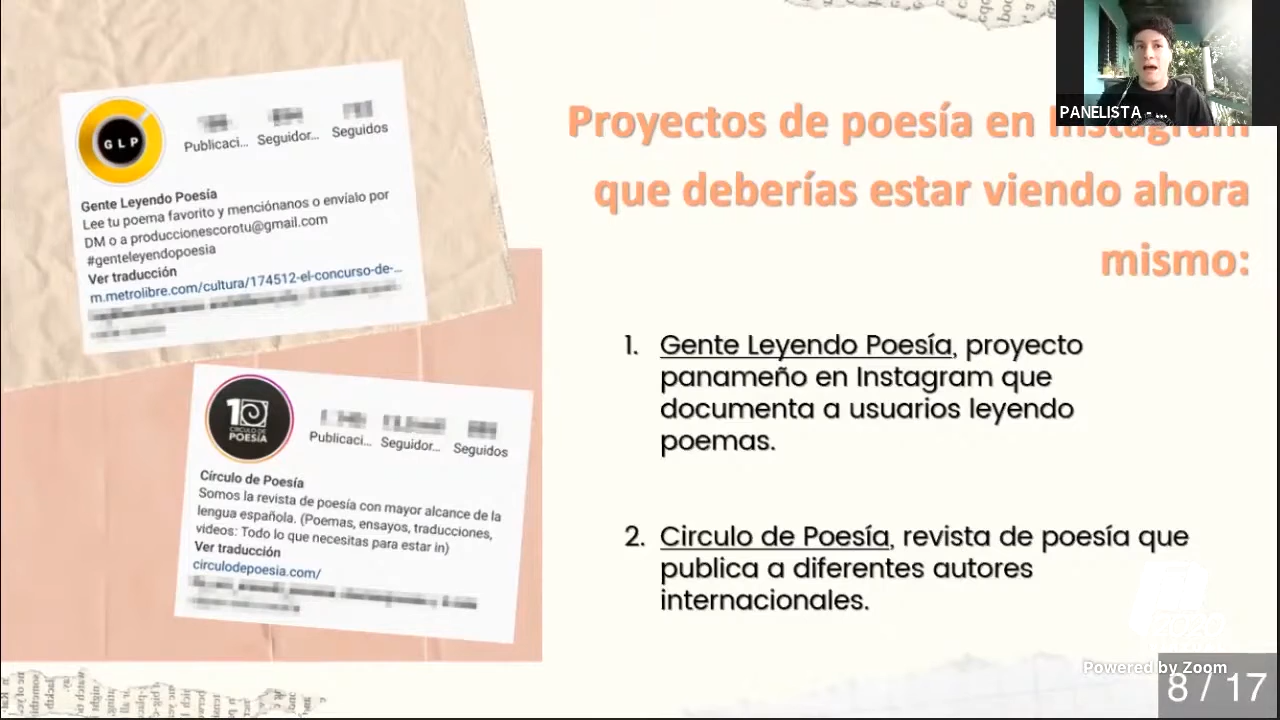 PANELISTA - ...
Proyectos de poesía en Instagram
que deberías estar viendo ahora
mismo:
G L P
Publicaci... Seguidor... Seguidos
Gente Leyendo Poesía
Lee tu poema favorito y menciónanos o envíalo por
DM o a produccionescorotu@gmail.com
#genteleyendopoesia
Ver traducción
m.metrolibre.com/cultura/174512-el-concurso-de-...
1. Gente Leyendo Poesía, proyecto
panameño en Instagram que
documenta a usuarios leyendo
poemas.
10
CÍRCULO DE
POESÍA
Publicaci... Seguidor... Seguidos
Círculo de Poesía
Somos la revista de poesía con mayor alcance de la
lengua española. (Poemas, ensayos, traducciones,
videos: Todo lo que necesitas para estar in)
Ver traducción
circulodepoesia.com/
2. Circulo de Poesía, revista de poesía que
publica a diferentes autores
internacionales.
Powered by Zoom
8 / 17